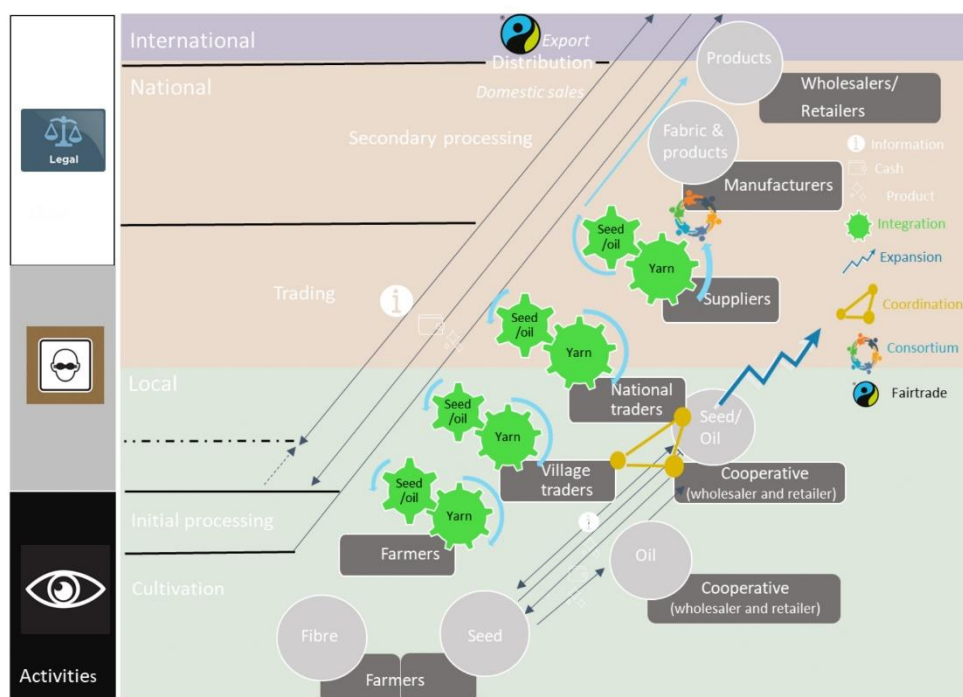 International
Export
Distribution
Products
National
Domestic sales
Wholesalers/
Retailers
Secondary processing
Fabric &
products
Information
Legal
Cash
Manufacturers
Product
Seed
/oil
Integration
Yarn
Expansion
Trading
Suppliers
Seed
/oil
Coordination
Yarn
Consortium
Local
National
traders
Fairtrade
Seed
/oil
Seed/
Oil
Yarn
Village
traders
Cooperative
(wholesaler and retailer)
Seed
/oil
Initial processing
Yarn
Farmers
Oil
Cultivation
Cooperative
(wholesaler and retailer)
Fibre
Seed
Activities
Farmers